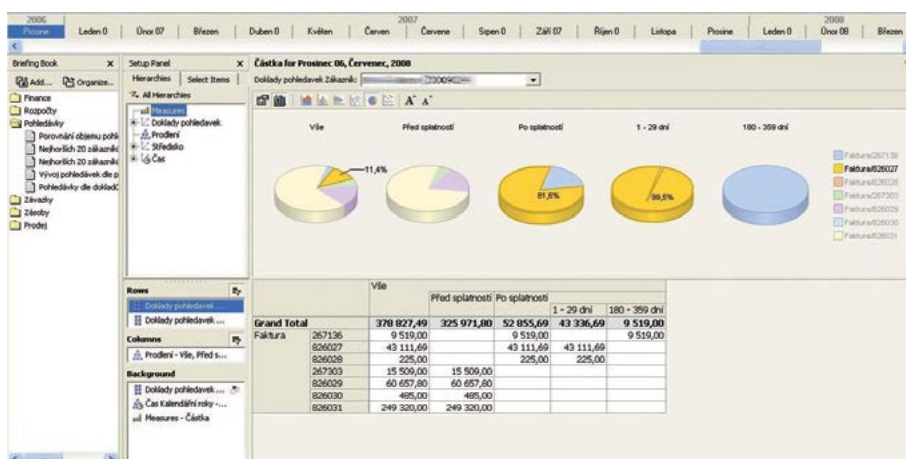 2006 2007 2008
Prosinec Leden 0 Únor 07 Březen Duben 0 Květen Červen Červene Srpen 0 Září 07 Říjen 0 Listopa Prosine Leden 0 Únor 08 Březen
Briefing Book x
Add... Organize...
Finance
Rozpočty
Pohledávky
Porovnání objemu pohl
Nejhorších 20 zákazník
Nejhorších 20 zákazník
Vývoj pohledávek dle p
Pohledávky dle dokladů
Závazky
Zásoby
Prodej
Setup Panel x
Hierarchies Select Items
All Hierarchies
Measures
Doklady pohledavek
Prodlení
Středisko
Čas
Rows
Doklady pohledavek ...
Doklady pohledavek ...
Columns
Prodlení - Vše, Před s...
Background
Doklady pohledavek ...
Čas Kalendářní roky -...
Measures - Částka
Částka for Prosinec 06, Červenec, 2008
Doklady pohledavek Zákazník:
A A
Vše Před splatností Po splatností 1 - 29 dní 180 - 359 dní
11,4%
81,6%
99,5%
Faktura/267136
Faktura/826027
Faktura/826028
Faktura/267303
Faktura/826029
Faktura/826030
Faktura/826031
Vše
Před splatností Po splatností
1 - 29 dní 180 - 359 dní
Grand Total 378 827,49 325 971,80 52 855,69 43 336,69 9 519,00
Faktura 267136 9 519,00 9 519,00 9 519,00
826027 43 111,69 43 111,69 43 111,69
826028 225,00 225,00 225,00
267303 15 509,00 15 509,00
826029 60 657,80 60 657,80
826030 485,00 485,00
826031 249 320,00 249 320,00